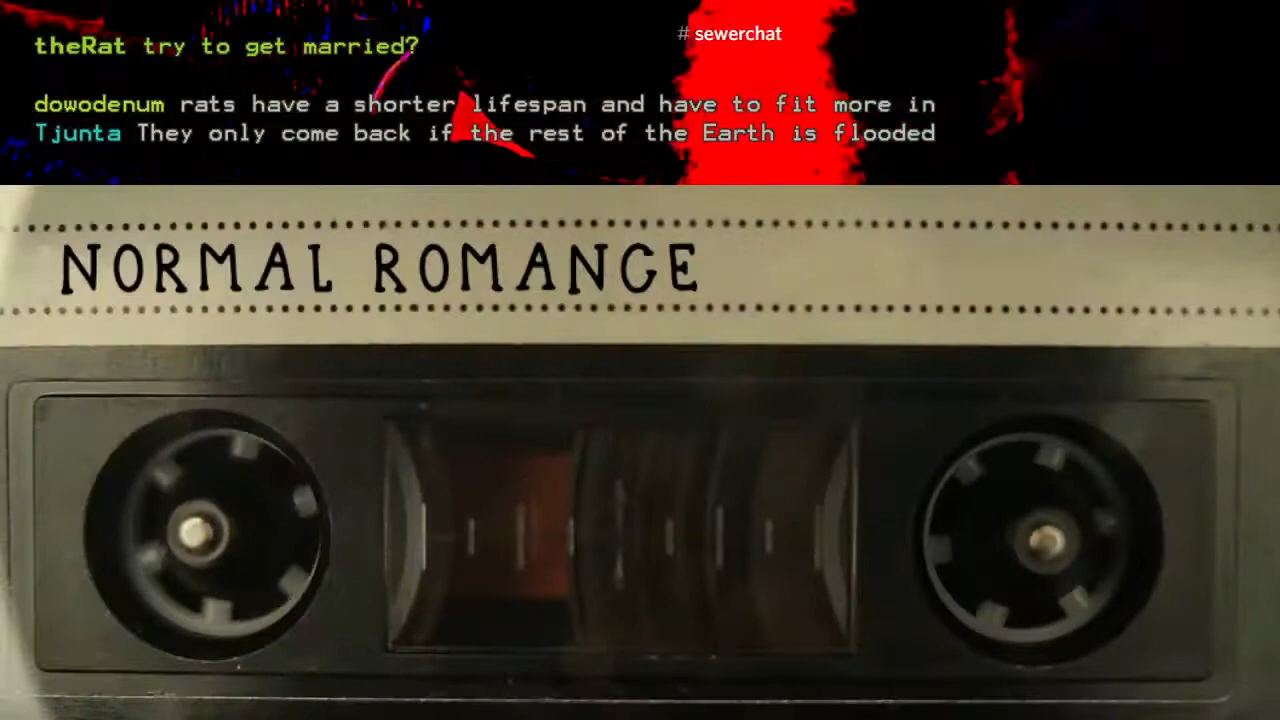 theRat try to get married?
# sewerchat
dowodenum rats have a shorter lifespan and have to fit more in
Tjunta They only come back if the rest of the Earth is flooded
NORMAL ROMANCE